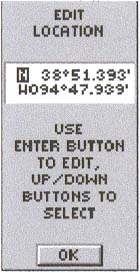 EDIT
LOCATION
N 38°51.393'
W094°47.939'
USE
ENTER BUTTON
TO EDIT,
UP/DOWN
BUTTONS TO
SELECT
OK